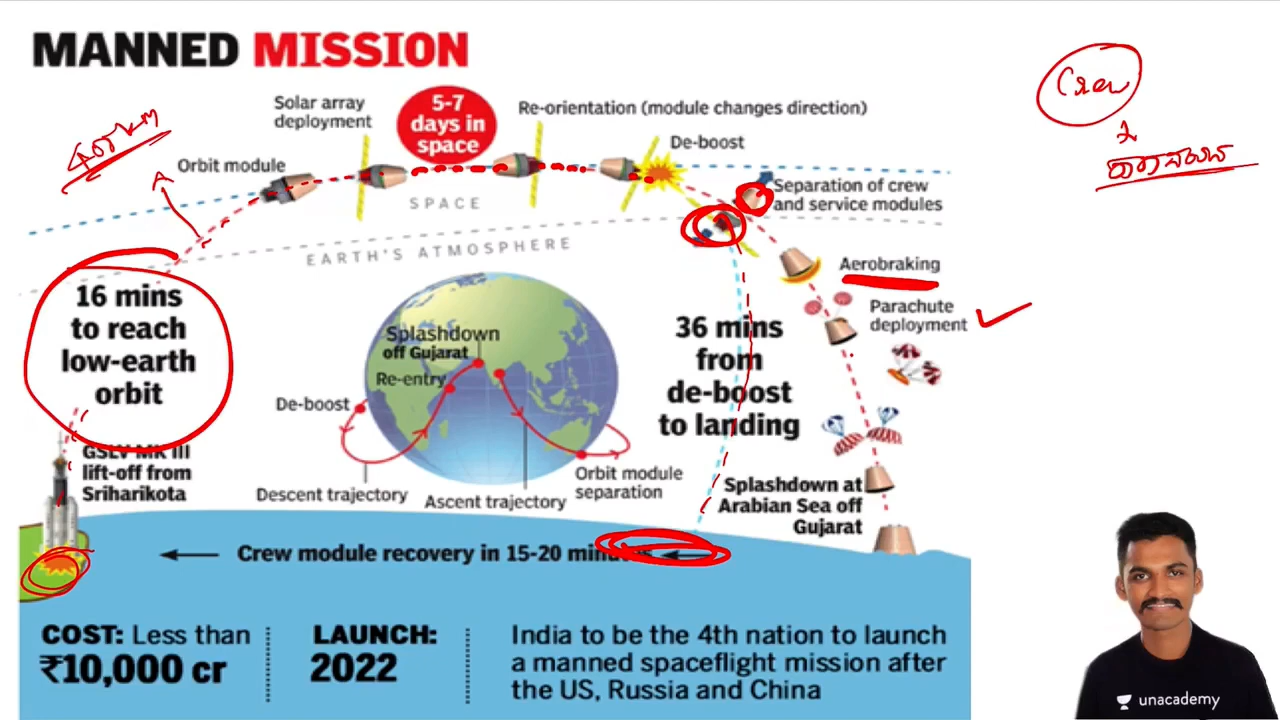 MANNED MISSION
Solar array
deployment
5-7
days in
space
Re-orientation (module changes direction)
De-boost
Orbit module
SPACE
Separation of crew
and service modules
EARTH'S ATMOSPHERE
Aerobraking
Parachute
deployment
16 mins
to reach
low-earth
orbit
Splashdown
off Gujarat
Re-entry
De-boost
36 mins
from
de-boost
to landing
GSLV MK III
lift-off from
Sriharikota
Descent trajectory
Ascent trajectory
Orbit module
separation
Splashdown at
Arabian Sea off
Gujarat
Crew module recovery in 15-20 minutes
COST: Less than
₹10,000 cr
LAUNCH:
2022
India to be the 4th nation to launch
a manned spaceflight mission after
the US, Russia and China
Crew
unacademy